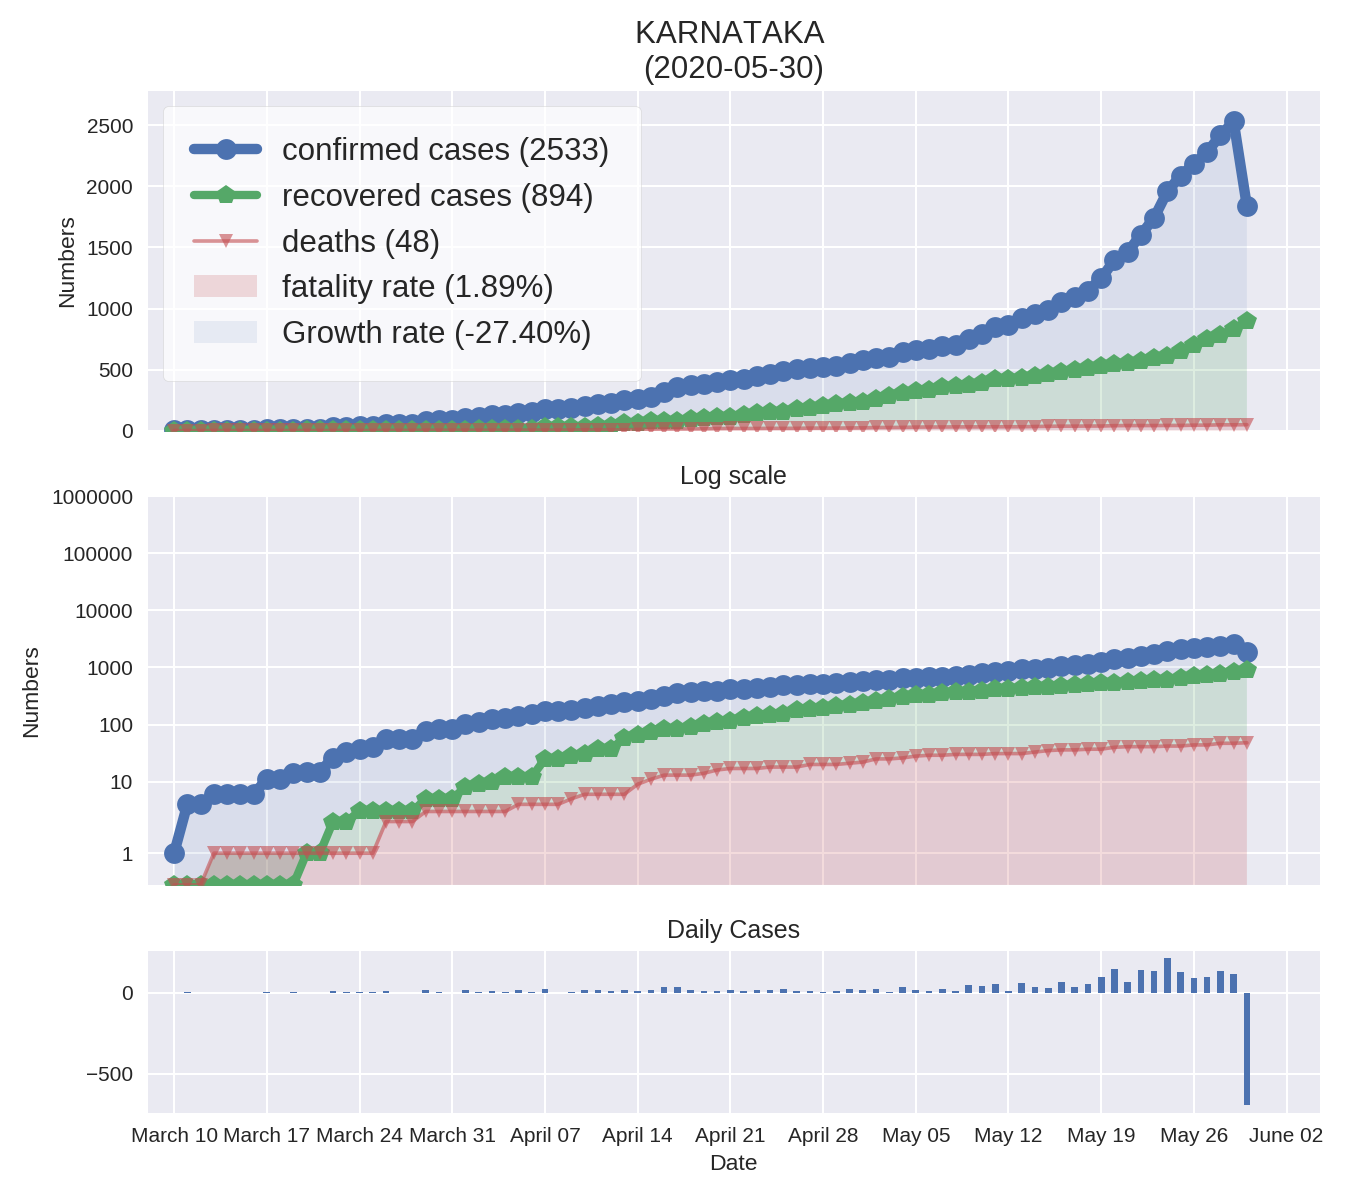 KARNATAKA
(2020-05-30)
2500
2000
1500
1000
500
0
Numbers
confirmed cases (2533)
recovered cases (894)
deaths (48)
fatality rate (1.89%)
Growth rate (-27.40%)
Log scale
1000000
100000
10000
1000
100
10
1
Numbers
Daily Cases
0
−500
March 10 March 17 March 24 March 31 April 07 April 14 April 21 April 28 May 05 May 12 May 19 May 26 June 02
Date